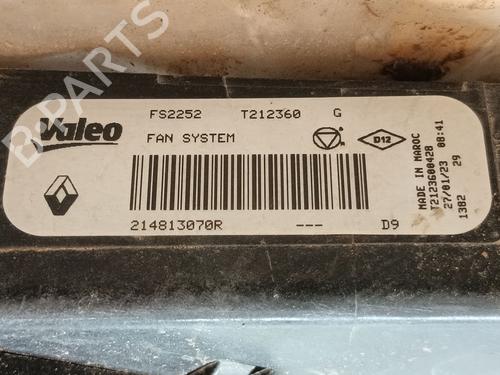 B-PARTS
Valeo
FS2252 T212360 G
FAN SYSTEM
D12
214813070R --- D9
MADE IN MAROC
T2123600428
27/01/23 08:41
1382 29